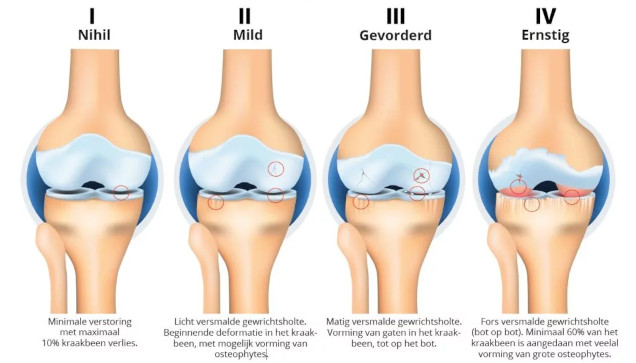 I
Nihil
II
Mild
III
Gevorderd
IV
Ernstig
Minimale verstoring
met maximaal
10% kraakbeen verlies.
Licht versmalde gewrichtsholte.
Beginnende deformatie in het kraak-
been, met mogelijk vorming van
osteophytes.
Matig versmalde gewrichtsholte.
Vorming van gaten in het kraak-
been, tot op het bot.
Fors versmalde gewrichtsholte
(bot op bot). Minimaal 60% van het
kraakbeen is aangedaan met veelal
vorming van grote osteophytes.